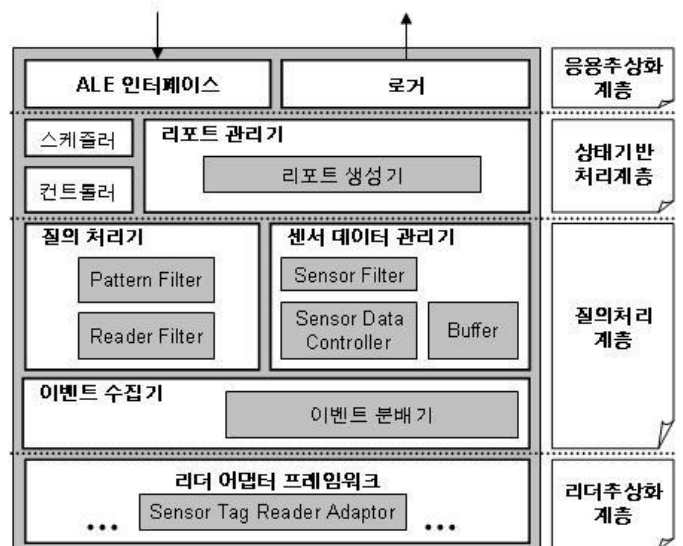 ALE 인터페이스
로거
응용추상화
계층
스케줄러
리포트 관리기
컨트롤러
리포트 생성기
상태기반
처리계층
질의 처리기
센서 데이터 관리기
Pattern Filter
Sensor Filter
Reader Filter
Sensor Data
Controller
Buffer
질의처리
계층
이벤트 수집기
이벤트 분배기
리더 어댑터 프레임워크
... Sensor Tag Reader Adaptor ...
리더추상화
계층